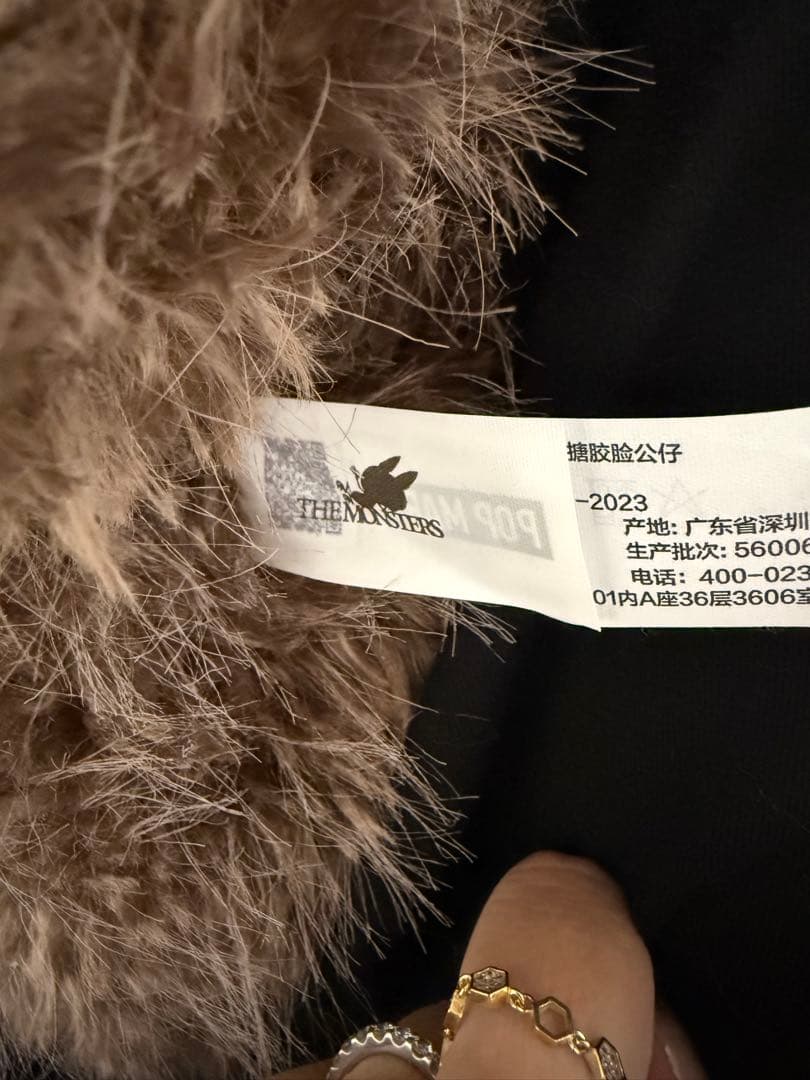 THE MONSTERS
POP M
搪胶脸公仔
-2023
产地: 广东省深圳
生产批次: 56006
电话: 400-023
01内A座36层3606室